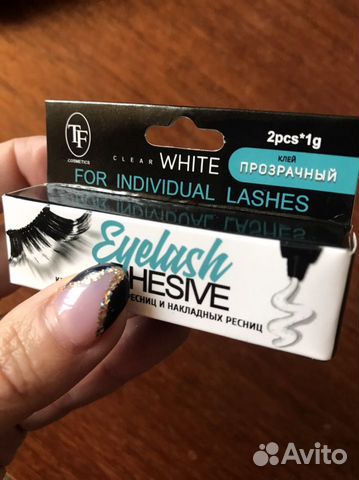 2pcs*1g
TF
COSMETICS
CLEAR WHITE
КЛЕЙ
ПРОЗРАЧНЫЙ
FOR INDIVIDUAL LASHES
Eyelash
HESIVE
РЕСНИЦ И НАКЛАДНЫХ РЕСНИЦ
Avito